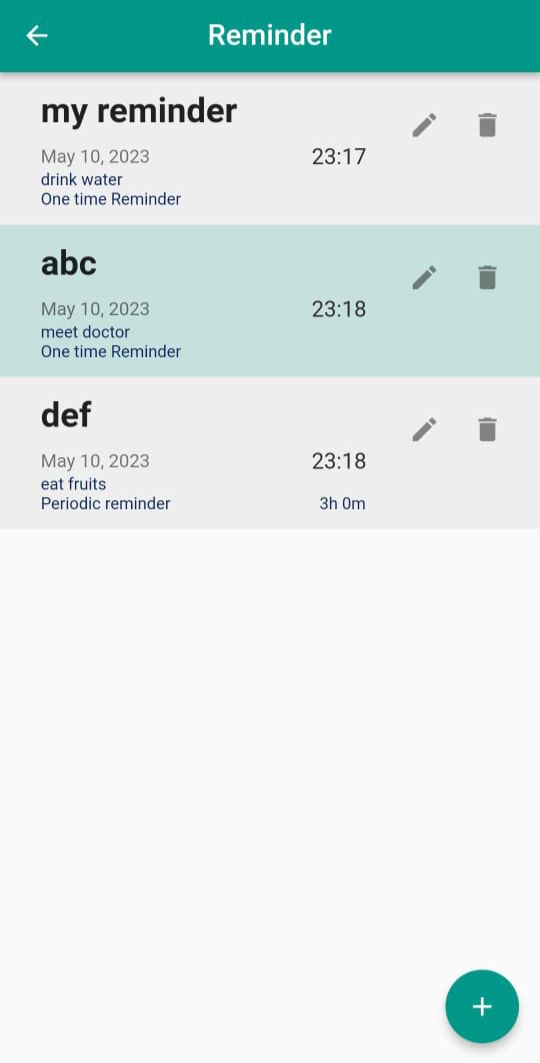 Reminder
my reminder
May 10, 2023 23:17
drink water
One time Reminder
abc
May 10, 2023 23:18
meet doctor
One time Reminder
def
May 10, 2023 23:18
eat fruits
Periodic reminder 3h 0m